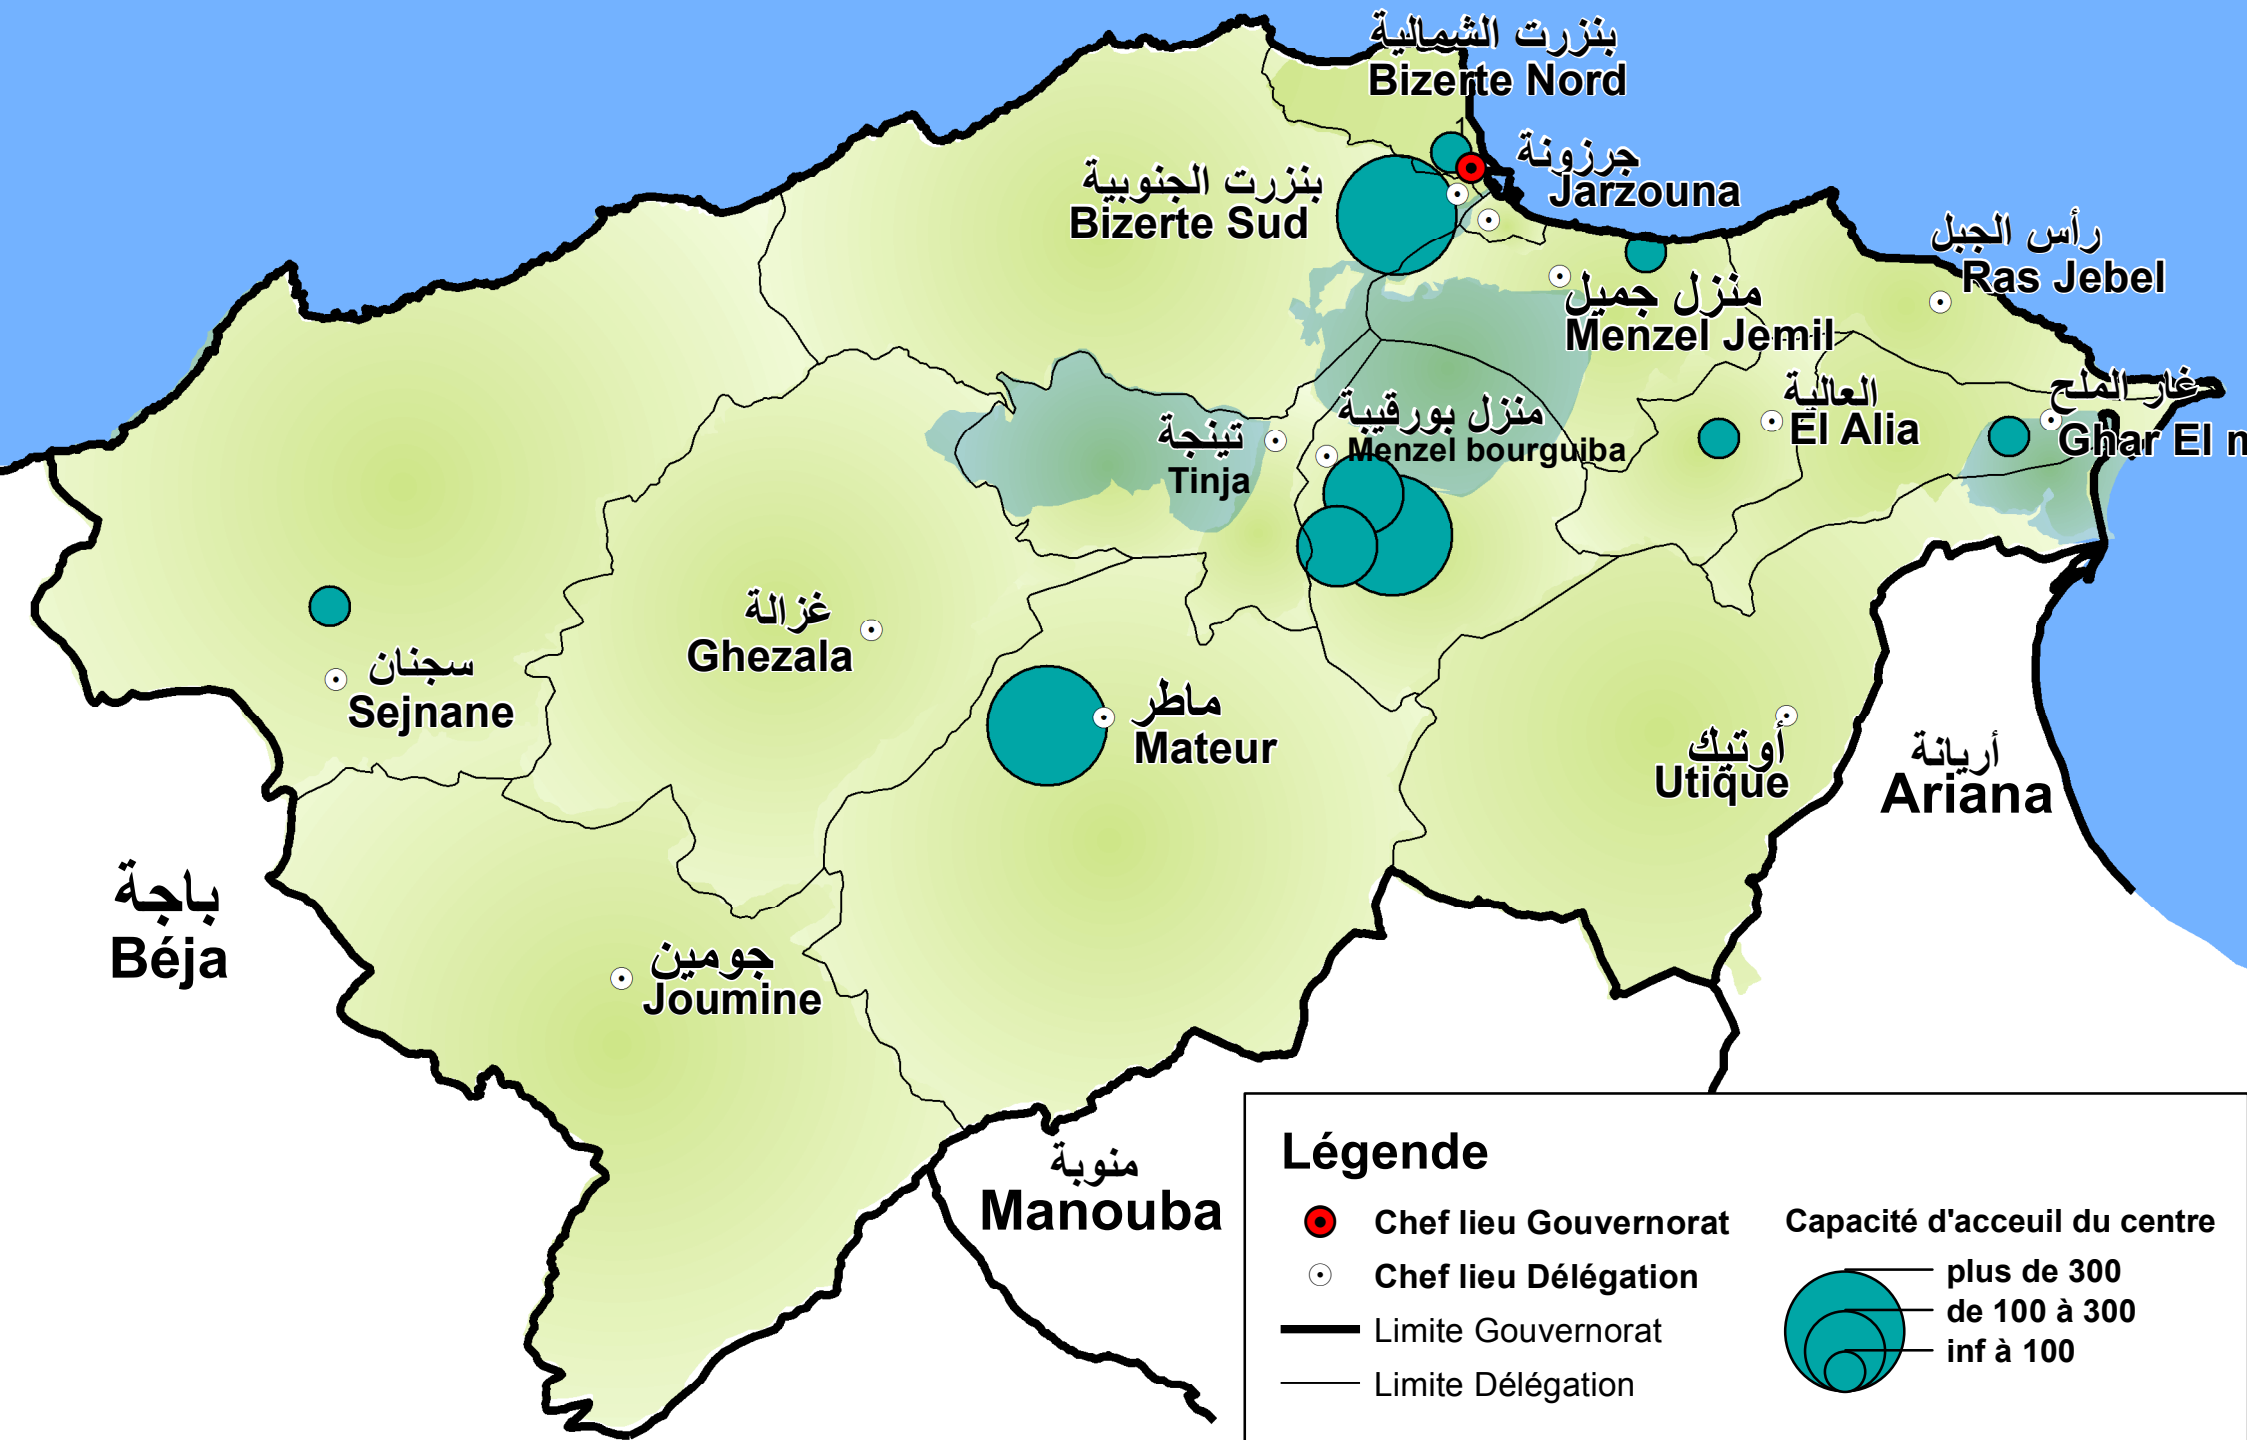 بنزرت الشمالية
Bizerte Nord
1
جرزونة
Jarzouna
بنزرت الجنوبية
Bizerte Sud
رأس الجبل
Ras Jebel
منزل جميل
Menzel Jemil
العالية
El Alia
غار الملح
Ghar El m
منزل بورقيبة
Menzel bourguiba
تينجة
Tinja
غزالة
Ghezala
سجنان
Sejnane
ماطر
Mateur
أوتيك
Utique
أريانة
Ariana
باجة
Béja
جومين
Joumine
منوبة
Manouba
Légende
Chef lieu Gouvernorat
Chef lieu Délégation
Limite Gouvernorat
Limite Délégation
Capacité d'acceuil du centre
plus de 300
de 100 à 300
inf à 100